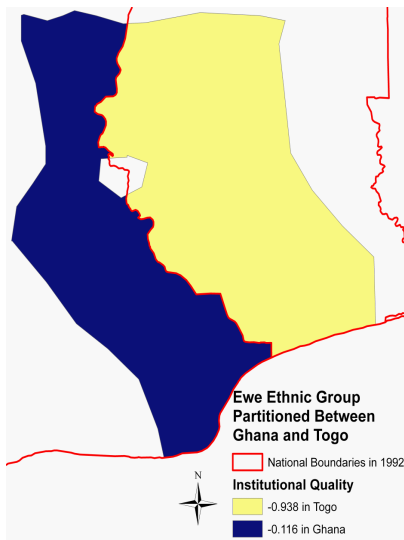 N
Ewe Ethnic Group
Partitioned Between
Ghana and Togo
National Boundaries in 1992
Institutional Quality
-0.938 in Togo
-0.116 in Ghana